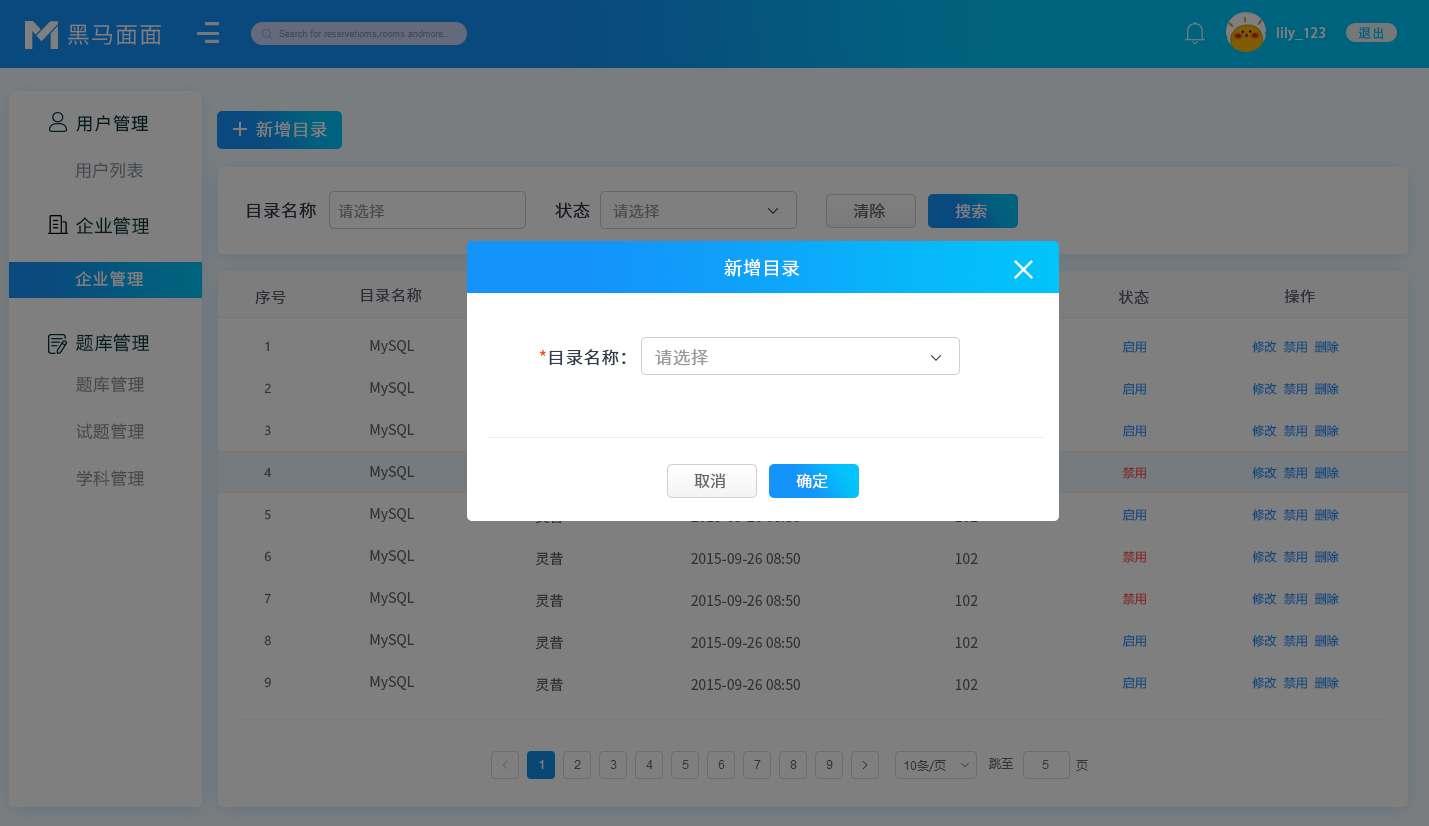 黑马面面
Search for reservetioms,rooms andmore...
lily_123
退出
用户管理
用户列表
企业管理
企业管理
题库管理
题库管理
试题管理
学科管理
+ 新增目录
目录名称 请选择 状态 请选择 清除 搜索
新增目录
*目录名称: 请选择
取消 确定
序号 目录名称 状态 操作
1 MySQL 启用 修改 禁用 删除
2 MySQL 启用 修改 禁用 删除
3 MySQL 启用 修改 禁用 删除
4 MySQL 禁用 修改 禁用 删除
5 MySQL 启用 修改 禁用 删除
6 MySQL 灵昔 2015-09-26 08:50 102 禁用 修改 禁用 删除
7 MySQL 灵昔 2015-09-26 08:50 102 禁用 修改 禁用 删除
8 MySQL 灵昔 2015-09-26 08:50 102 启用 修改 禁用 删除
9 MySQL 灵昔 2015-09-26 08:50 102 启用 修改 禁用 删除
< 1 2 3 4 5 6 7 8 9 > 10条/页 跳至 5 页